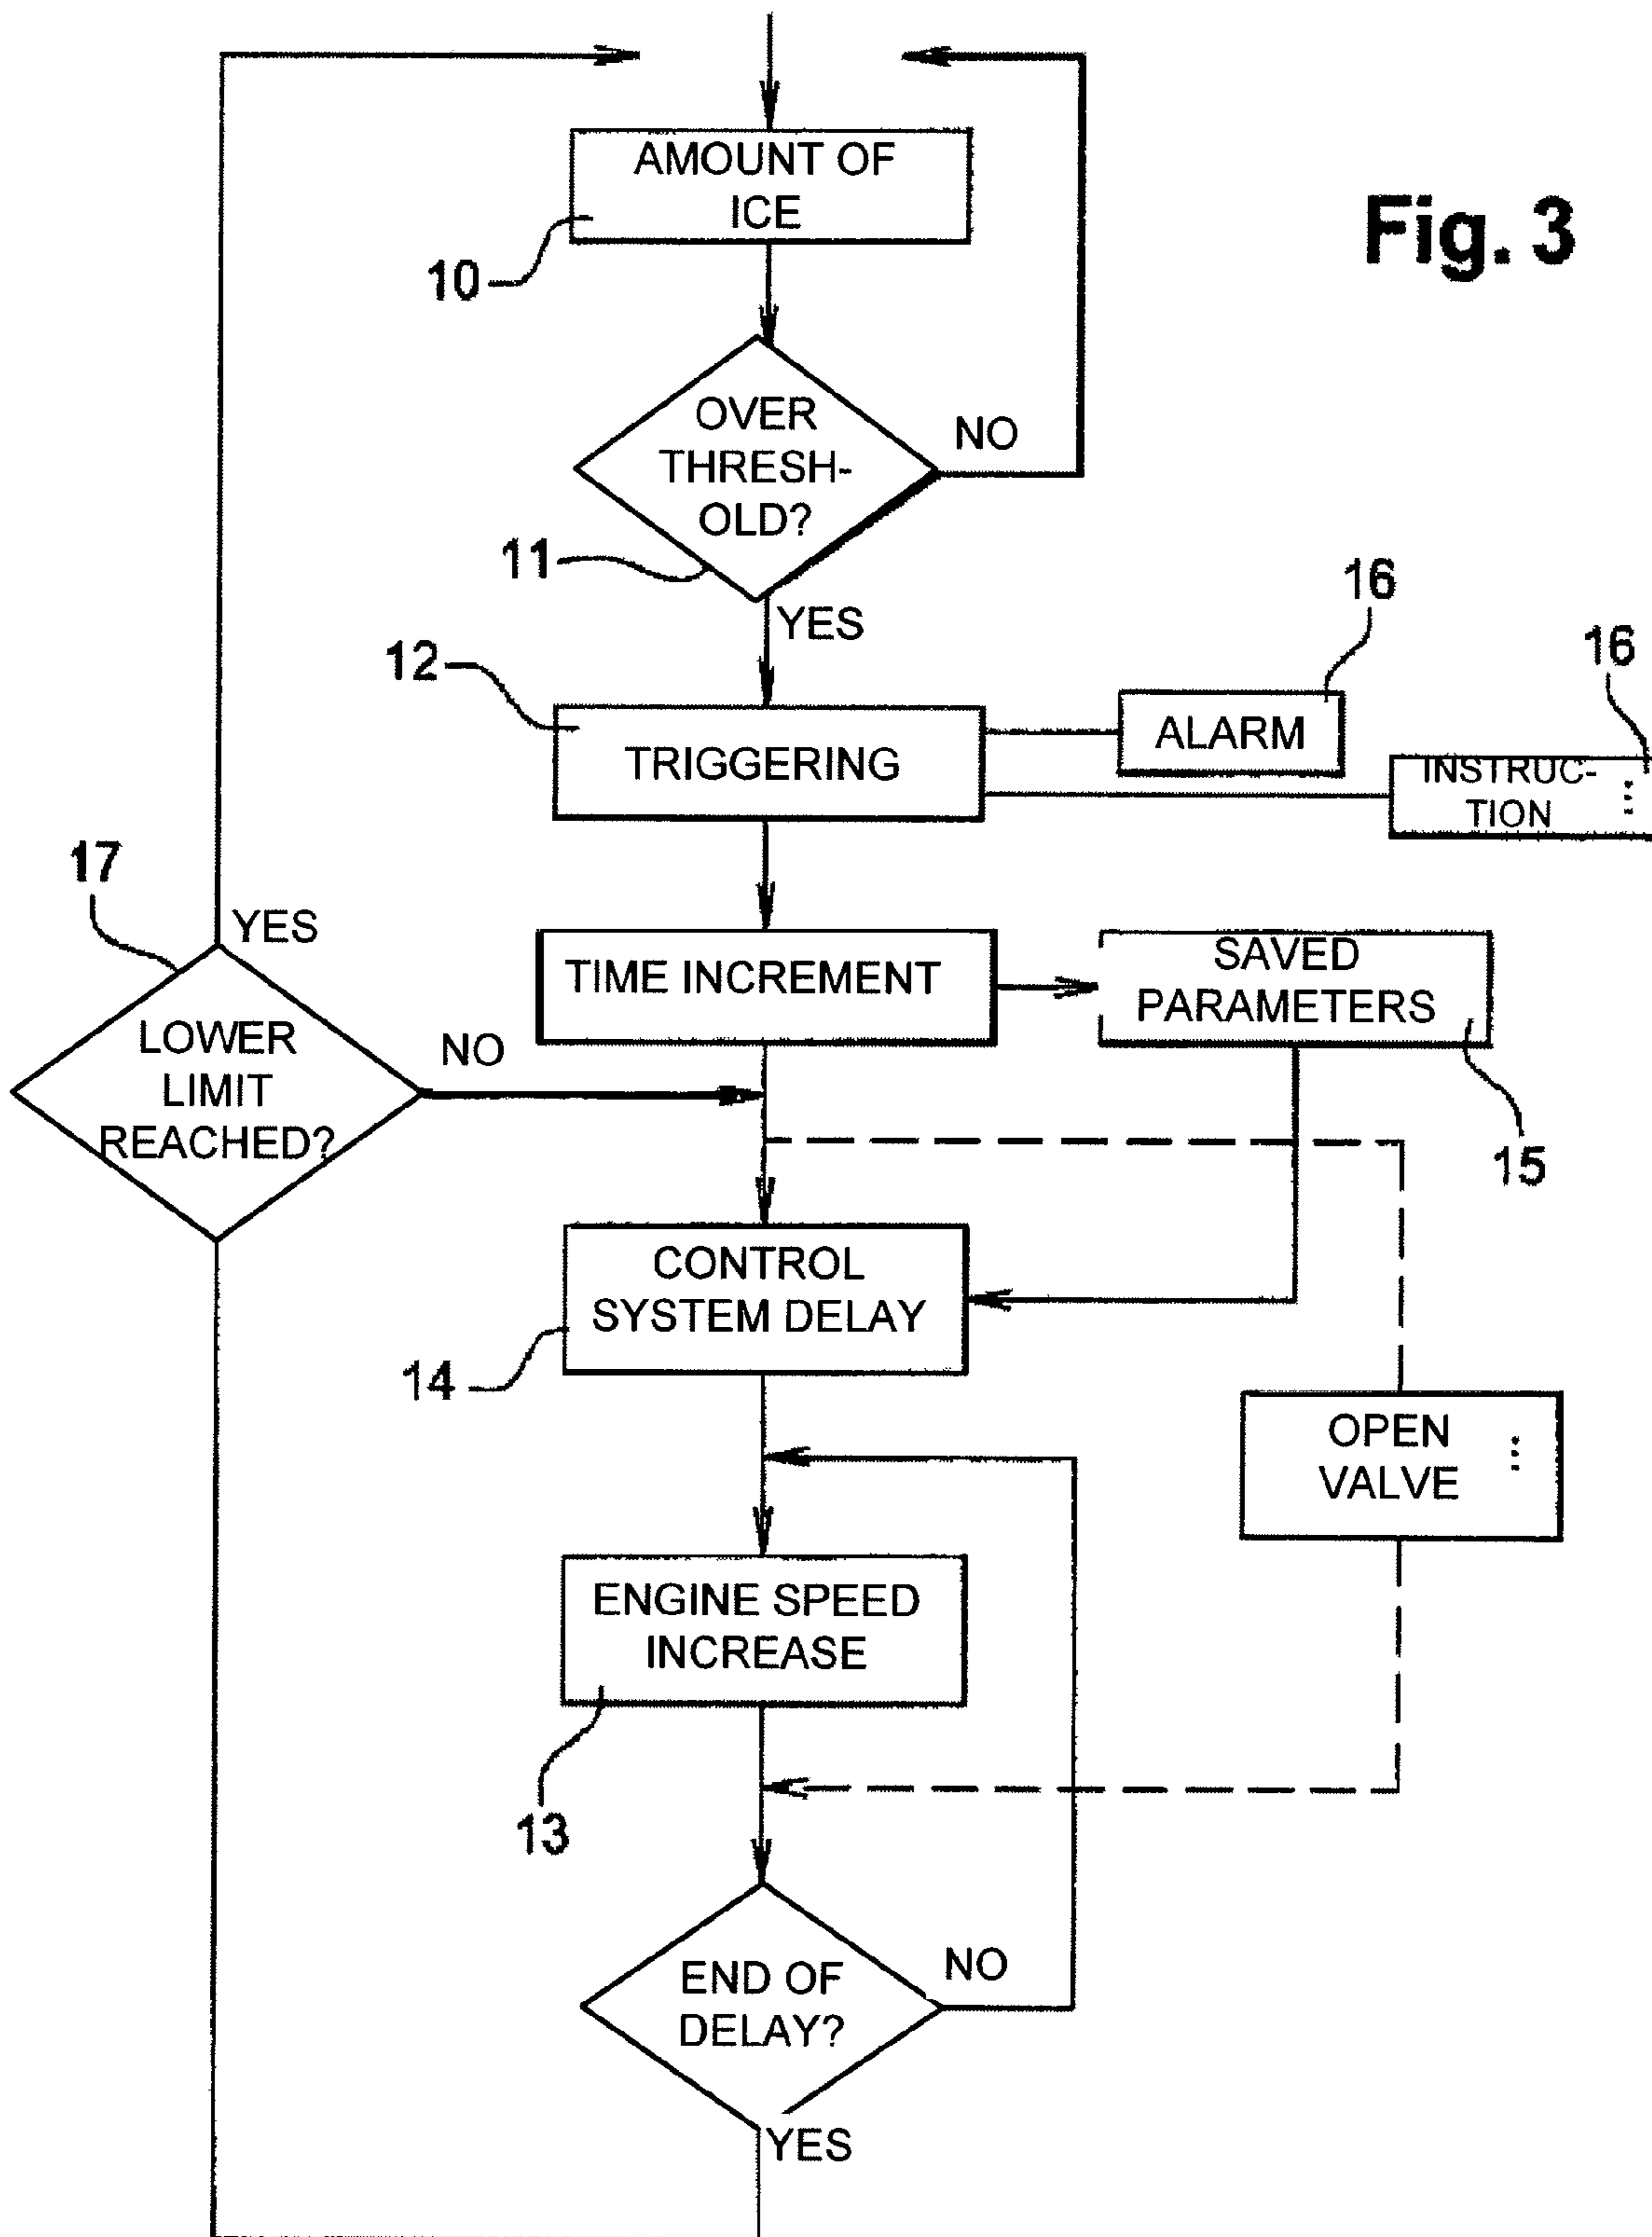 AMOUNT OF
ICE
Fig. 3
10
OVER
THRESH-
OLD?
NO
11
YES
16
16
12
TRIGGERING
ALARM
INSTRUC-
TION
...
17
YES
TIME INCREMENT
SAVED
PARAMETERS
LOWER
LIMIT
REACHED?
NO
15
CONTROL
SYSTEM DELAY
14
OPEN
VALVE
...
ENGINE SPEED
INCREASE
13
END OF
DELAY?
NO
YES